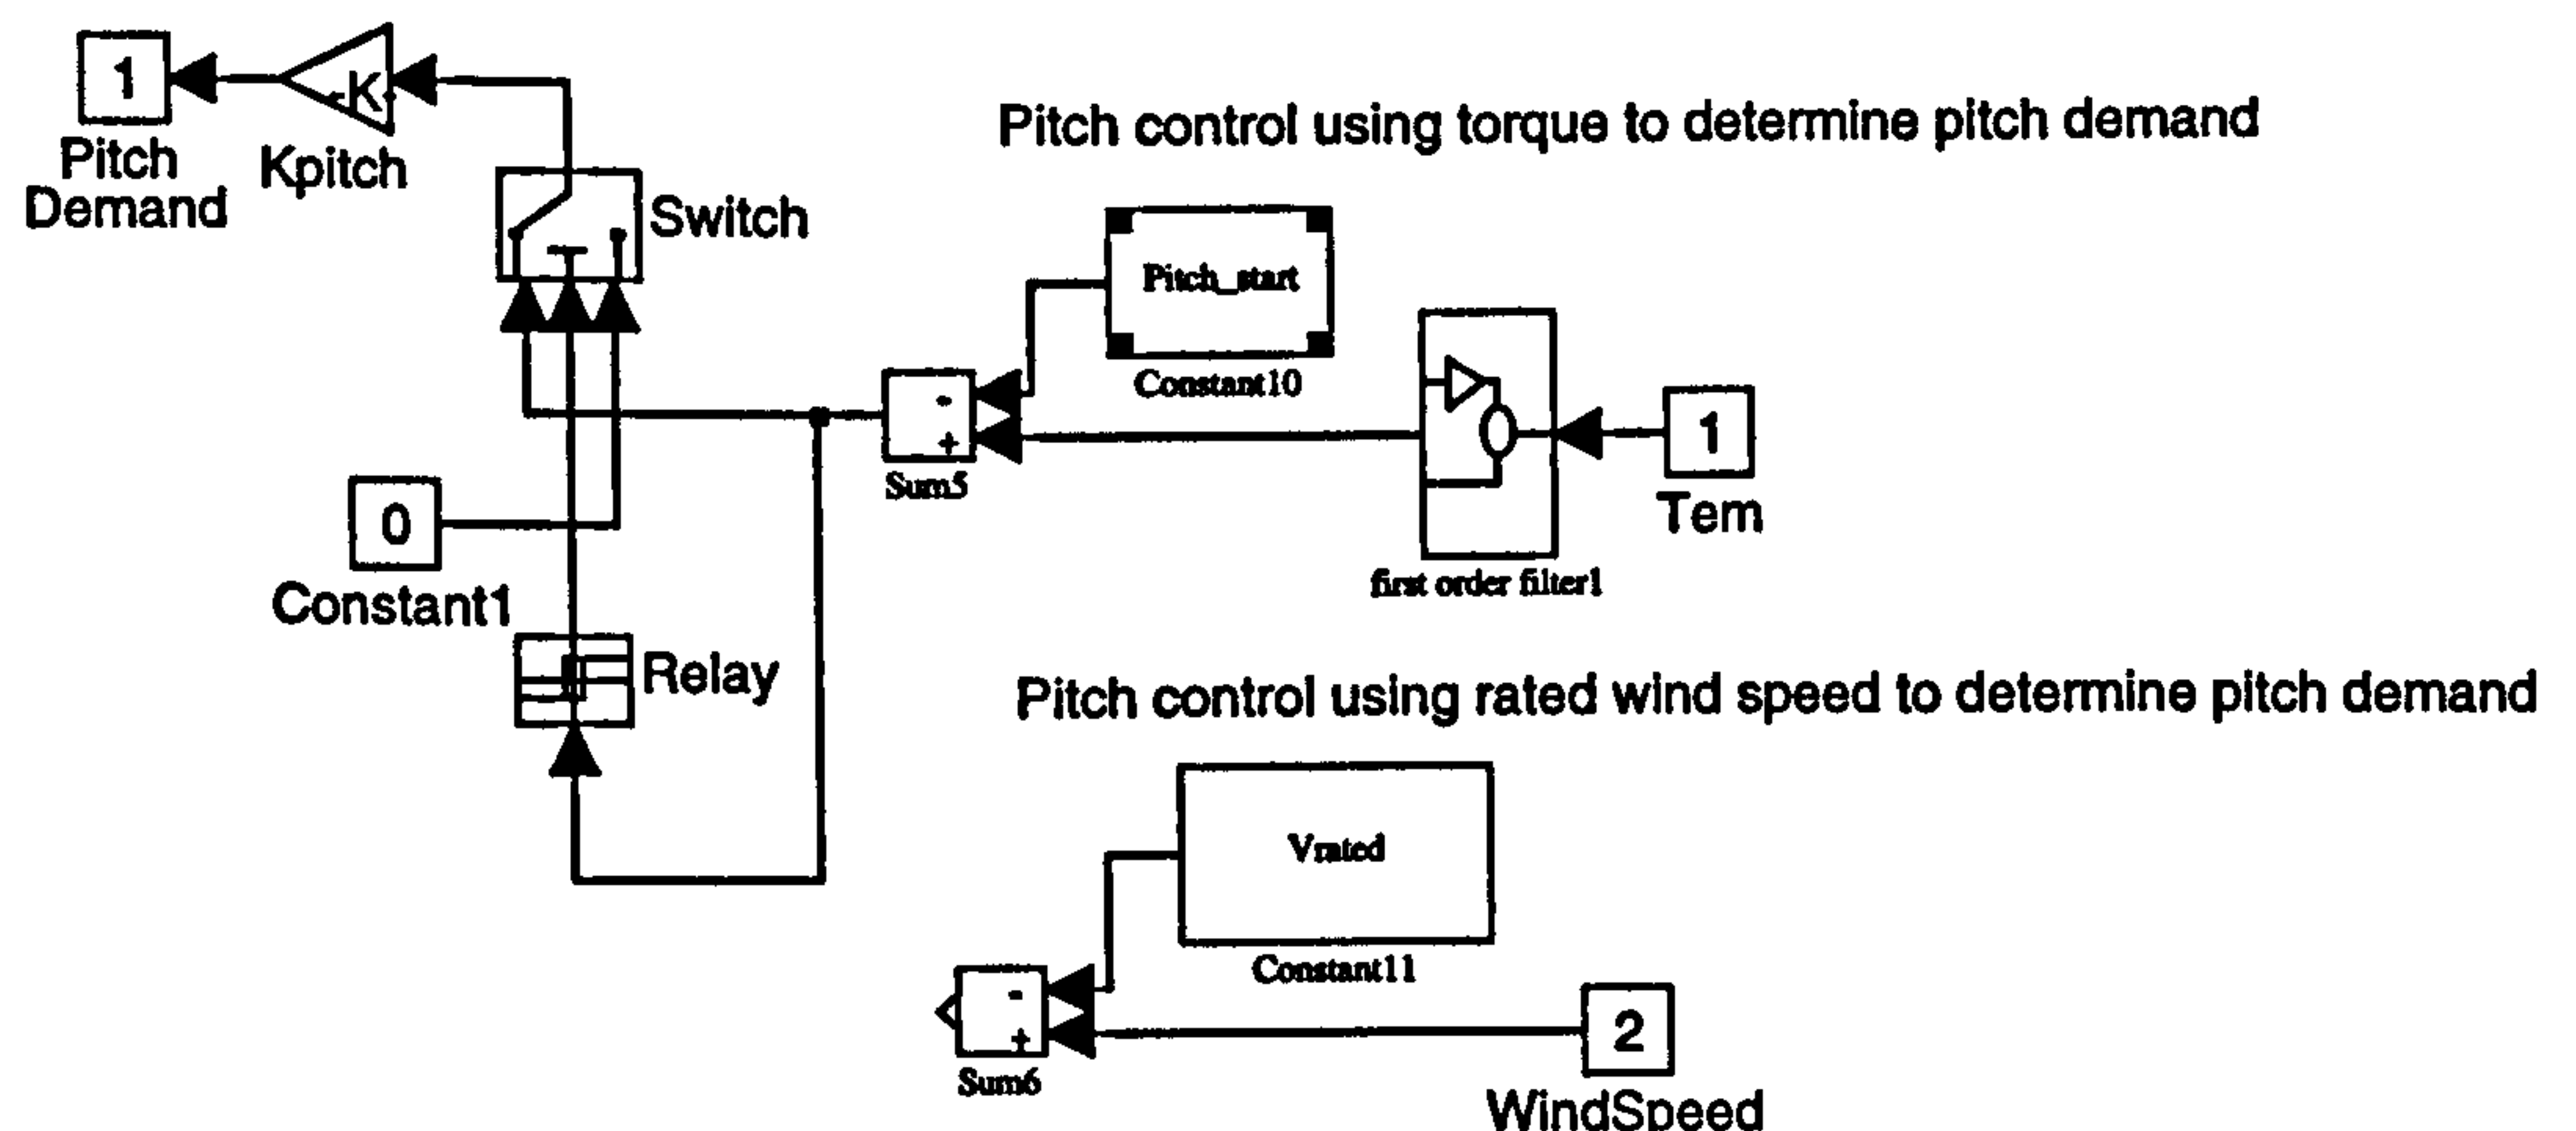 1
Pitch
Demand
-K-
Kpitch
Pitch control using torque to determine pitch demand
Switch
Pitch_start
Constant10
-
+
Sum5
1
Tem
first order filter1
0
Constant1
Relay
Pitch control using rated wind speed to determine pitch demand
Vrated
Constant11
-
+
Sum6
2
WindSpeed